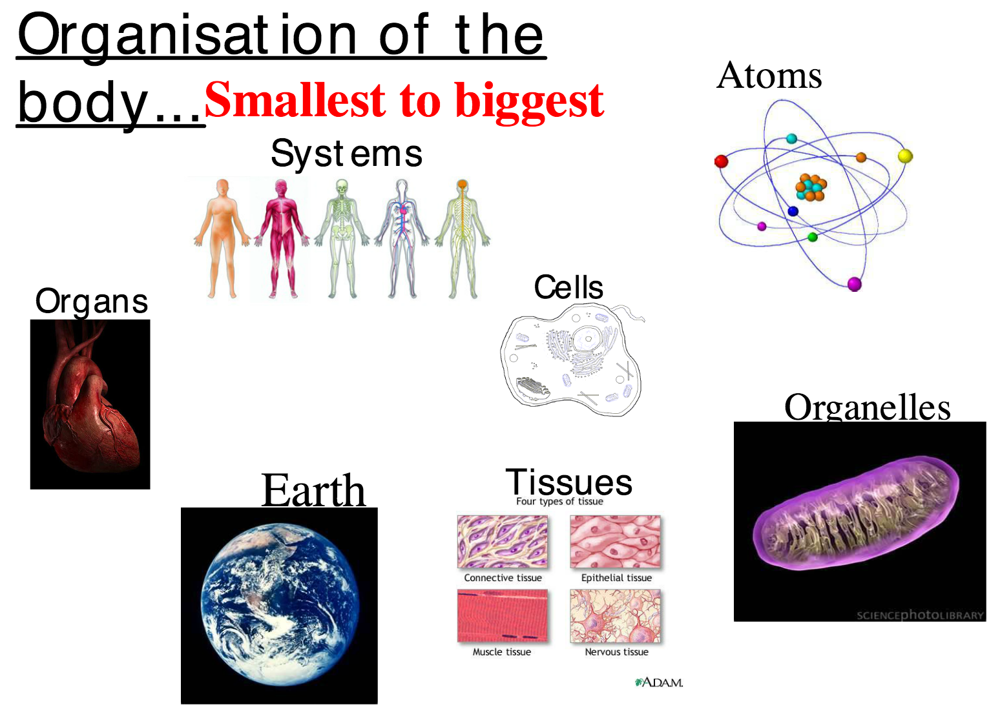 Organisation of the
body...Smallest to biggest
Atoms
Systems
Cells
Organs
Organelles
Earth
Tissues
Four types of tissue
Connective tissue
Epithelial tissue
Muscle tissue
Nervous tissue
SCIENCEphotoLIBRARY
A.D.A.M.